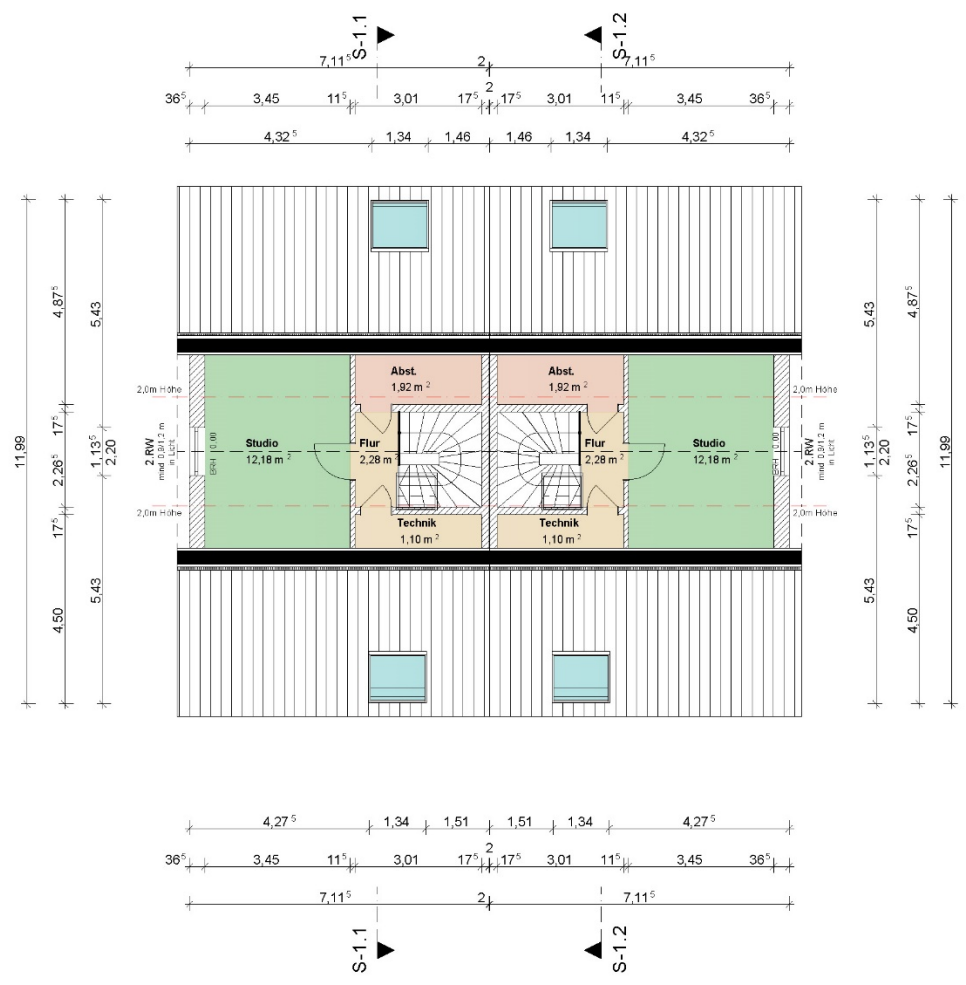 S-1.1
S-1.2
7,11⁵ 2 7,11⁵
2
36⁵ 3,45 11⁵ 3,01 17⁵ 17⁵ 3,01 11⁵ 3,45 36⁵
4,32⁵ 1,34 1,46 1,46 1,34 4,32⁵
11,99
4,87⁵ 17⁵ 2,26⁵ 17⁵ 4,50
5,43 1,13⁵ 2,20 5,43
2,0m Höhe
2.RW
mind 0,9/1,2 m
in Licht
2,0m Höhe
BRH 0.00
Studio
12,18 m²
Abst.
1,92 m²
Flur
2,28 m²
Technik
1,10 m²
Abst.
1,92 m²
Flur
2,28 m²
Technik
1,10 m²
Studio
12,18 m²
BRH 0.00
2,0m Höhe
2.RW
mind 0,9/1,2 m
in Licht
2,0m Höhe
5,43 1,13⁵ 2,20 5,43
4,87⁵ 17⁵ 2,26⁵ 17⁵ 4,50
11,99
4,27⁵ 1,34 1,51 1,51 1,34 4,27⁵
2
36⁵ 3,45 11⁵ 3,01 17⁵ 17⁵ 3,01 11⁵ 3,45 36⁵
7,11⁵ 2 7,11⁵
S-1.1
S-1.2